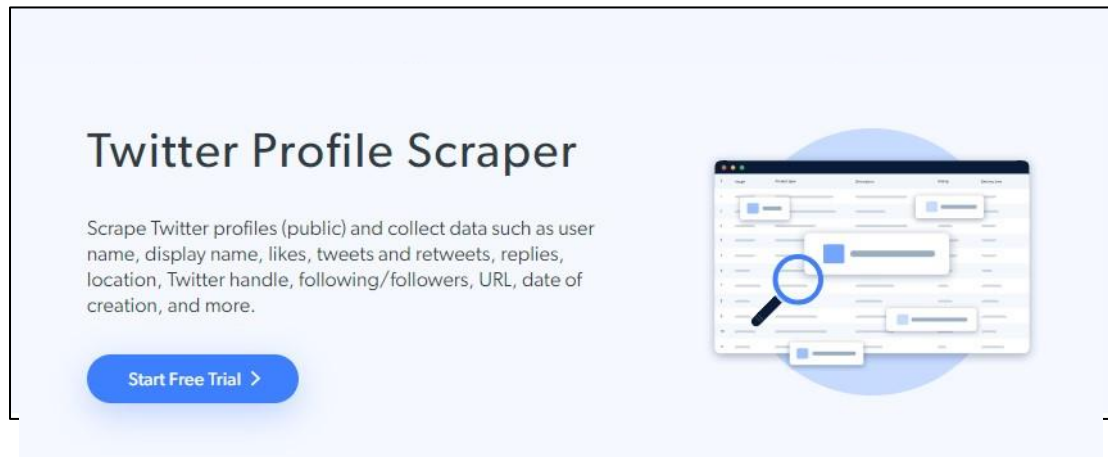 Twitter Profile Scraper
Scrape Twitter profiles (public) and collect data such as user
name, display name, likes, tweets and retweets, replies,
location, Twitter handle, following/followers, URL, date of
creation, and more.
Start Free Trial >